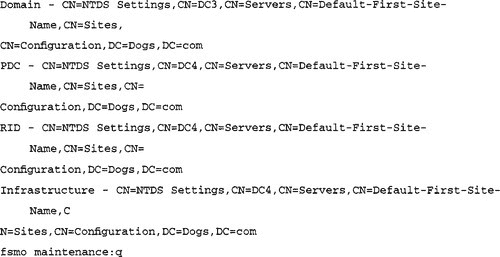 Domain - CN=NTDS Settings,CN=DC3,CN=Servers,CN=Default-First-Site-
Name,CN=Sites,
CN=Configuration,DC=Dogs,DC=com
PDC - CN=NTDS Settings,CN=DC4,CN=Servers,CN=Default-First-Site-
Name,CN=Sites,CN=
Configuration,DC=Dogs,DC=com
RID - CN=NTDS Settings,CN=DC4,CN=Servers,CN=Default-First-Site-
Name,CN=Sites,CN=
Configuration,DC=Dogs,DC=com
Infrastructure - CN=NTDS Settings,CN=DC4,CN=Servers,CN=Default-First-Site-
Name,C
N=Sites,CN=Configuration,DC=Dogs,DC=com
fsmo maintenance:q